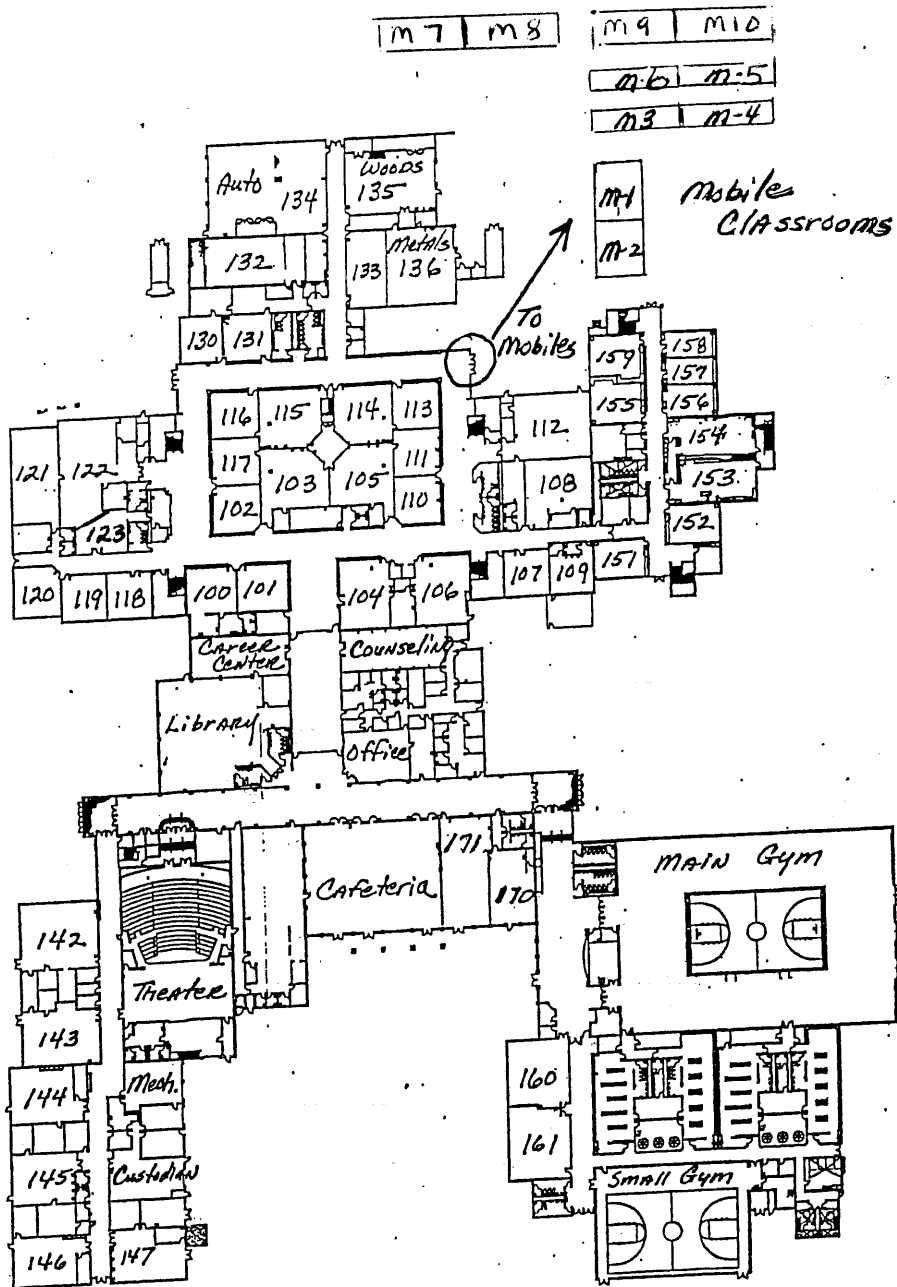 M 7 M 8 M 9 M10
M-6 M-5
M3 M-4
M-1
M-2
Mobile
Classrooms
To
Mobiles
Auto
134
Woods
135
132
133
Metals
136
130 131
159
158
157
155
156
154
153
152
151
116 115 114 113
117 111
102 103 105 110
112
108
121 122
123
120 119 118
100 101
104 106
107 109
Career
Center
Counseling
Library
Office
171
Cafeteria
170
Main Gym
142
Theater
143
Mech.
144
145
Custodian
146 147
160
161
Small Gym